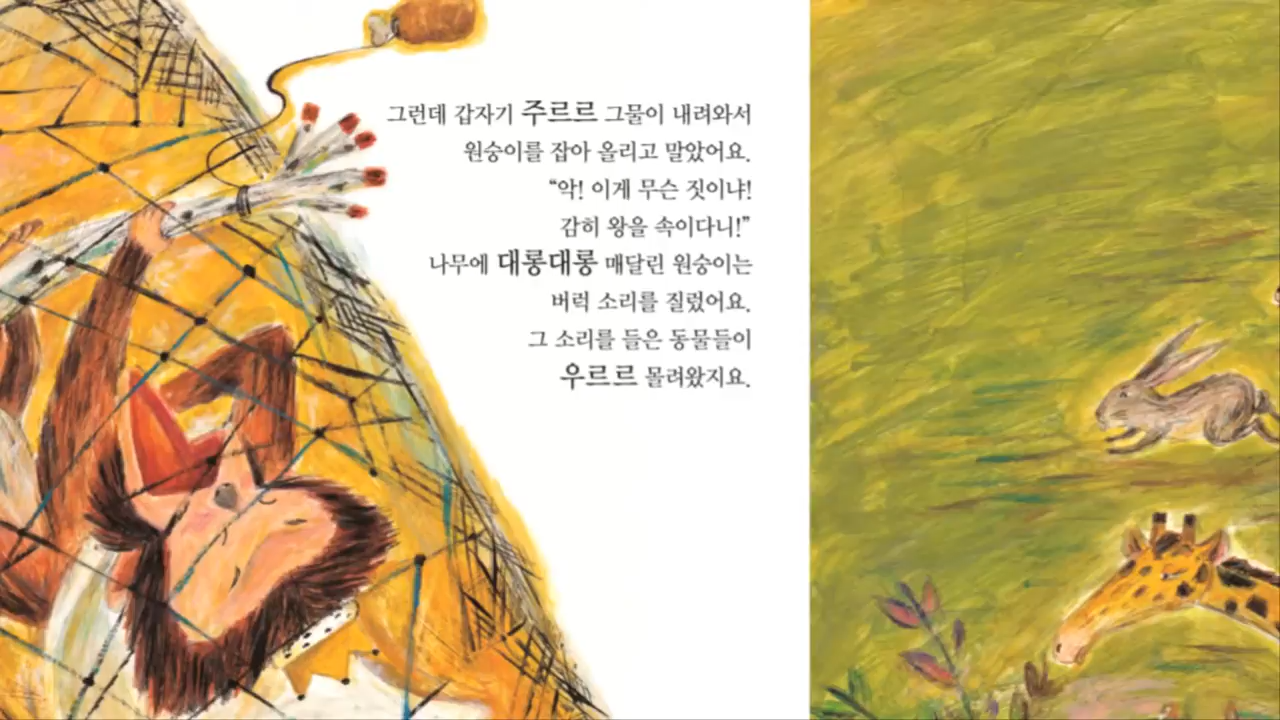 그런데 갑자기 주르르 그물이 내려와서
원숭이를 잡아 올리고 말았어요.
“악! 이게 무슨 짓이냐!
감히 왕을 속이다니!”
나무에 대롱대롱 매달린 원숭이는
버럭 소리를 질렀어요.
그 소리를 들은 동물들이
우르르 몰려왔지요.